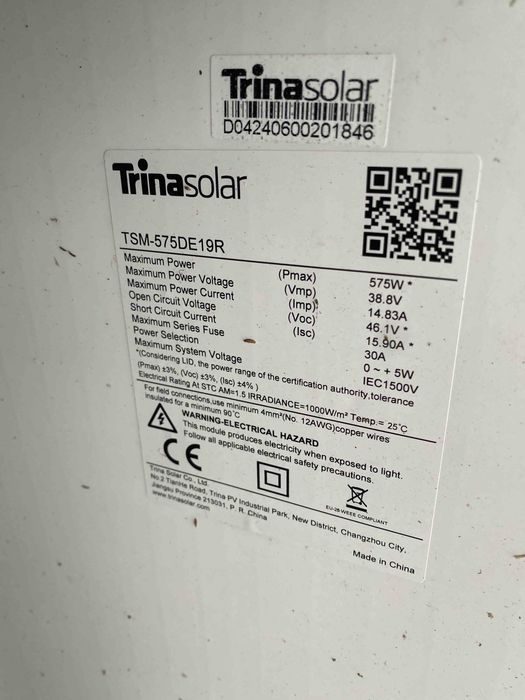 Trinasolar
D04240600201846
Trinasolar
TSM-575DE19R
Maximum Power (Pmax) 575W *
Maximum Power Voltage (Vmp) 38.8V
Maximum Power Current (Imp) 14.83A
Open Circuit Voltage (Voc) 46.1V *
Short Circuit Current (Isc) 15.90A *
Maximum Series Fuse 30A
Power Selection 0 ~ + 5W
Maximum System Voltage IEC1500V
*(Considering LID, the power range of the certification authority,tolerance
(Pmax) ±3%, (Voc) ±3%, (Isc) ±4% )
Electrical Rating At STC AM=1.5 IRRADIANCE=1000W/m² Temp.= 25°C
For field connections,use minimum 4mm²(No. 12AWG)copper wires
insulated for a minimum 90°C
WARNING-ELECTRICAL HAZARD
This module produces electricity when exposed to light.
Follow all applicable electrical safety precautions.
CE
EU-28 WEEE COMPLIANT
Trina Solar Co., Ltd.
No.2 TianHe Road, Trina PV Industrial Park, New District, Changzhou City,
Jiangsu Province 213031, P. R. China
www.trinasolar.com
Made in China